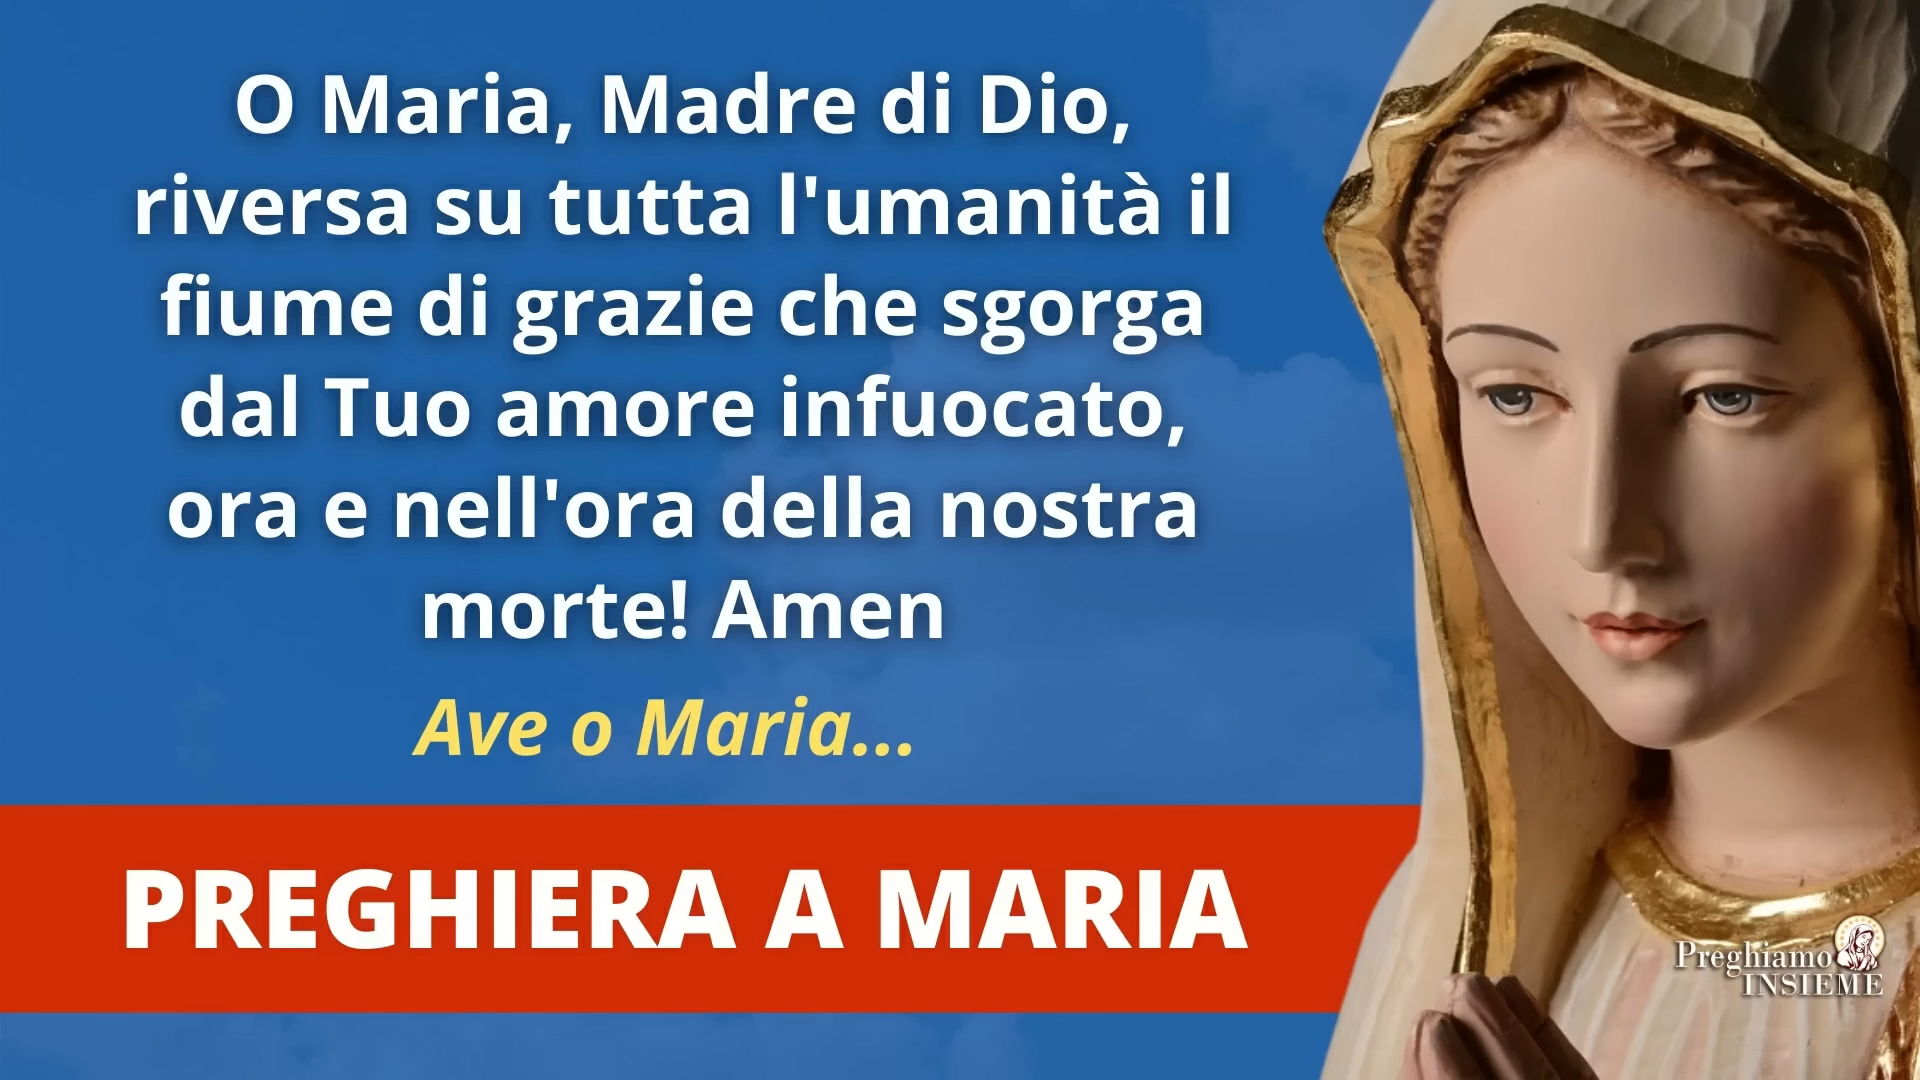 O Maria, Madre di Dio,
riversa su tutta l'umanità il
fiume di grazie che sgorga
dal Tuo amore infuocato,
ora e nell'ora della nostra
morte! Amen
Ave o Maria...
PREGHIERA A MARIA
Preghiamo
INSIEME